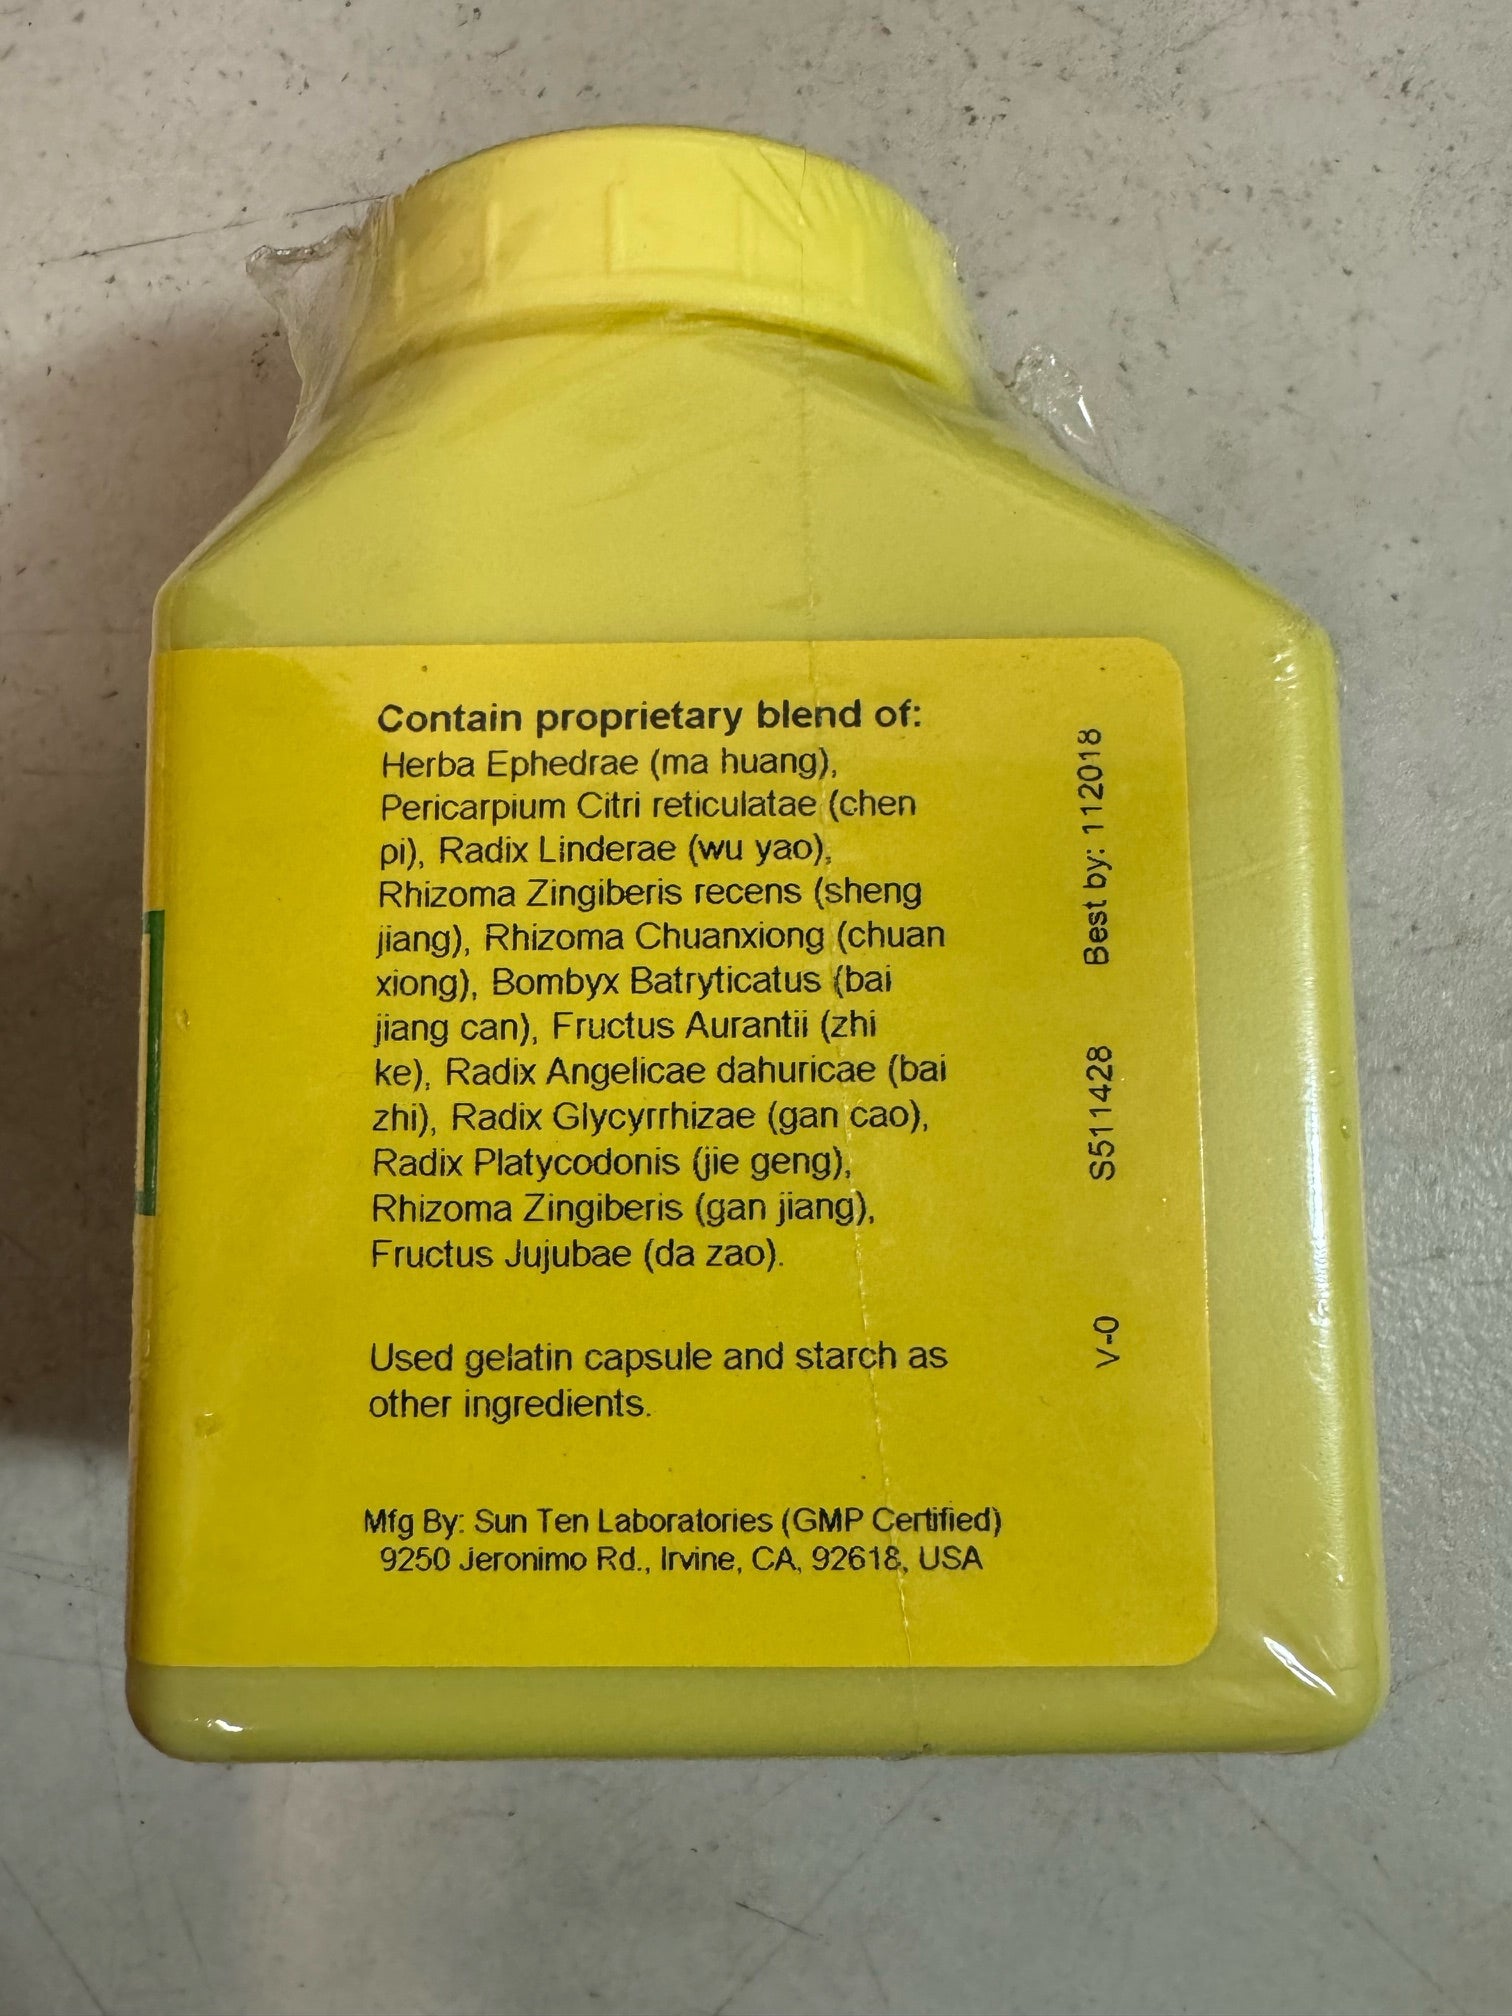 Contain proprietary blend of:
Herba Ephedrae (ma huang),
Pericarpium Citri reticulatae (chen
pi), Radix Linderae (wu yao),
Rhizoma Zingiberis recens (sheng
jiang), Rhizoma Chuanxiong (chuan
xiong), Bombyx Batryticatus (bai
jiang can), Fructus Aurantii (zhi
ke), Radix Angelicae dahuricae (bai
zhi), Radix Glycyrrhizae (gan cao),
Radix Platycodonis (jie geng),
Rhizoma Zingiberis (gan jiang),
Fructus Jujubae (da zao).
Used gelatin capsule and starch as
other ingredients.
Mfg By: Sun Ten Laboratories (GMP Certified)
9250 Jeronimo Rd., Irvine, CA, 92618, USA
V-0 S511428 Best by: 112018